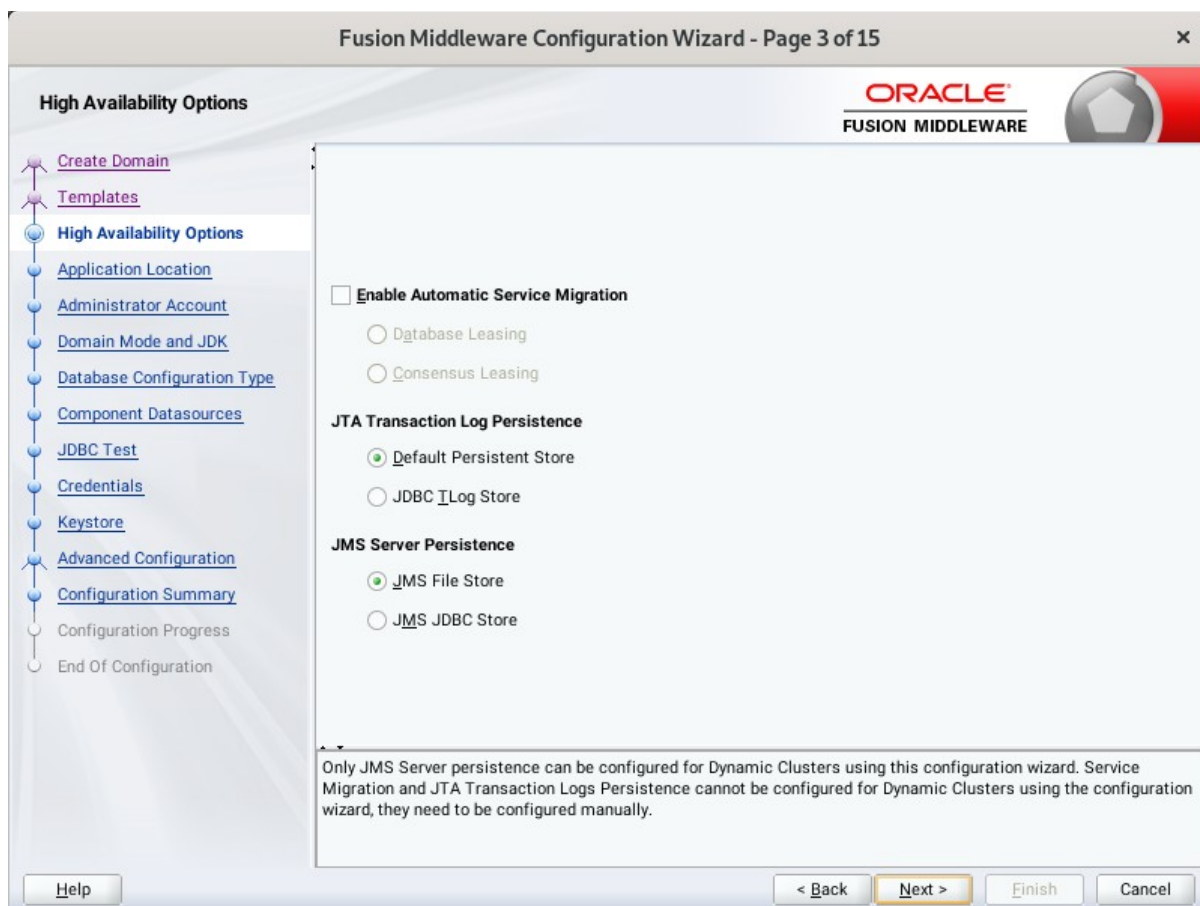 Fusion Middleware Configuration Wizard - Page 3 of 15
×
High Availability Options
ORACLE
FUSION MIDDLEWARE
Create Domain
Templates
High Availability Options
Application Location
Administrator Account
Domain Mode and JDK
Database Configuration Type
Component Datasources
JDBC Test
Credentials
Keystore
Advanced Configuration
Configuration Summary
Configuration Progress
End Of Configuration
Enable Automatic Service Migration
Database Leasing
Consensus Leasing
JTA Transaction Log Persistence
Default Persistent Store
JDBC TLog Store
JMS Server Persistence
JMS File Store
JMS JDBC Store
Only JMS Server persistence can be configured for Dynamic Clusters using this configuration wizard. Service
Migration and JTA Transaction Logs Persistence cannot be configured for Dynamic Clusters using the configuration
wizard, they need to be configured manually.
Help
< Back
Next >
Finish
Cancel